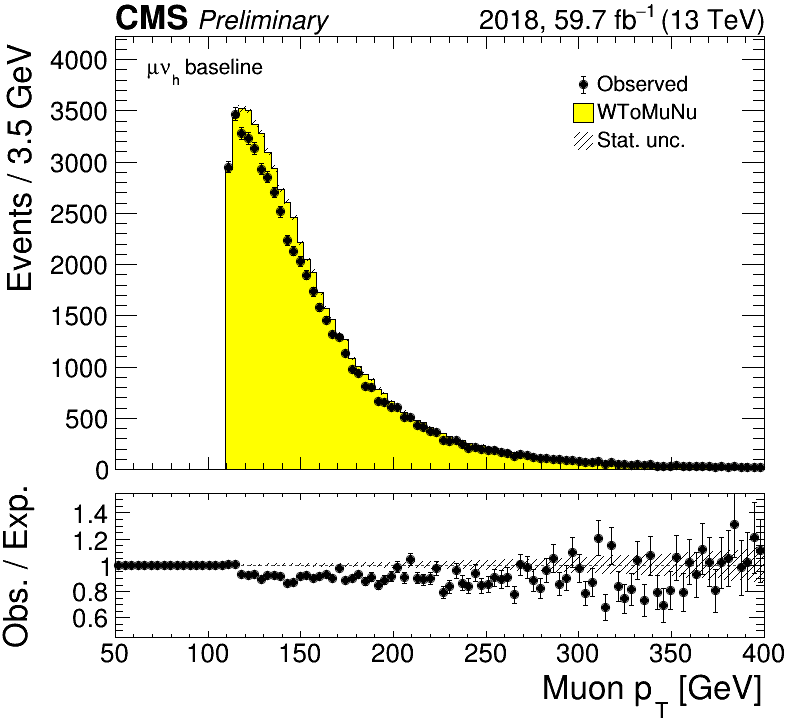 CMS Preliminary 2018, 59.7 fb⁻¹ (13 TeV)
Events / 3.5 GeV
4000
3500
3000
2500
2000
1500
1000
500
0
μν_h baseline
Observed
WToMuNu
Stat. unc.
Obs. / Exp.
1.4
1.2
1
0.8
0.6
50 100 150 200 250 300 350 400
Muon p_T [GeV]